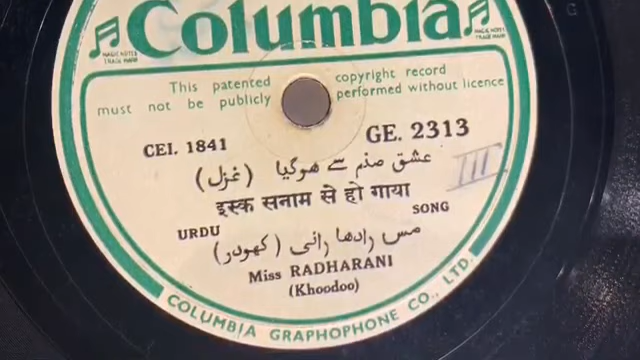 Columbia
MAGIC NOTES TRADE MARK
MAGIC NOTES TRADE MARK
This patented copyright record
must not be publicly performed without licence
CEI. 1841 GE. 2313
عشق صنم سے ہوگیا (غزل)
III
इस्क सनाम से हो गाया
URDU SONG
مس رادھا رانی (کھودر)
Miss RADHARANI
(Khoodoo)
COLUMBIA GRAPHOPHONE CO., LTD.